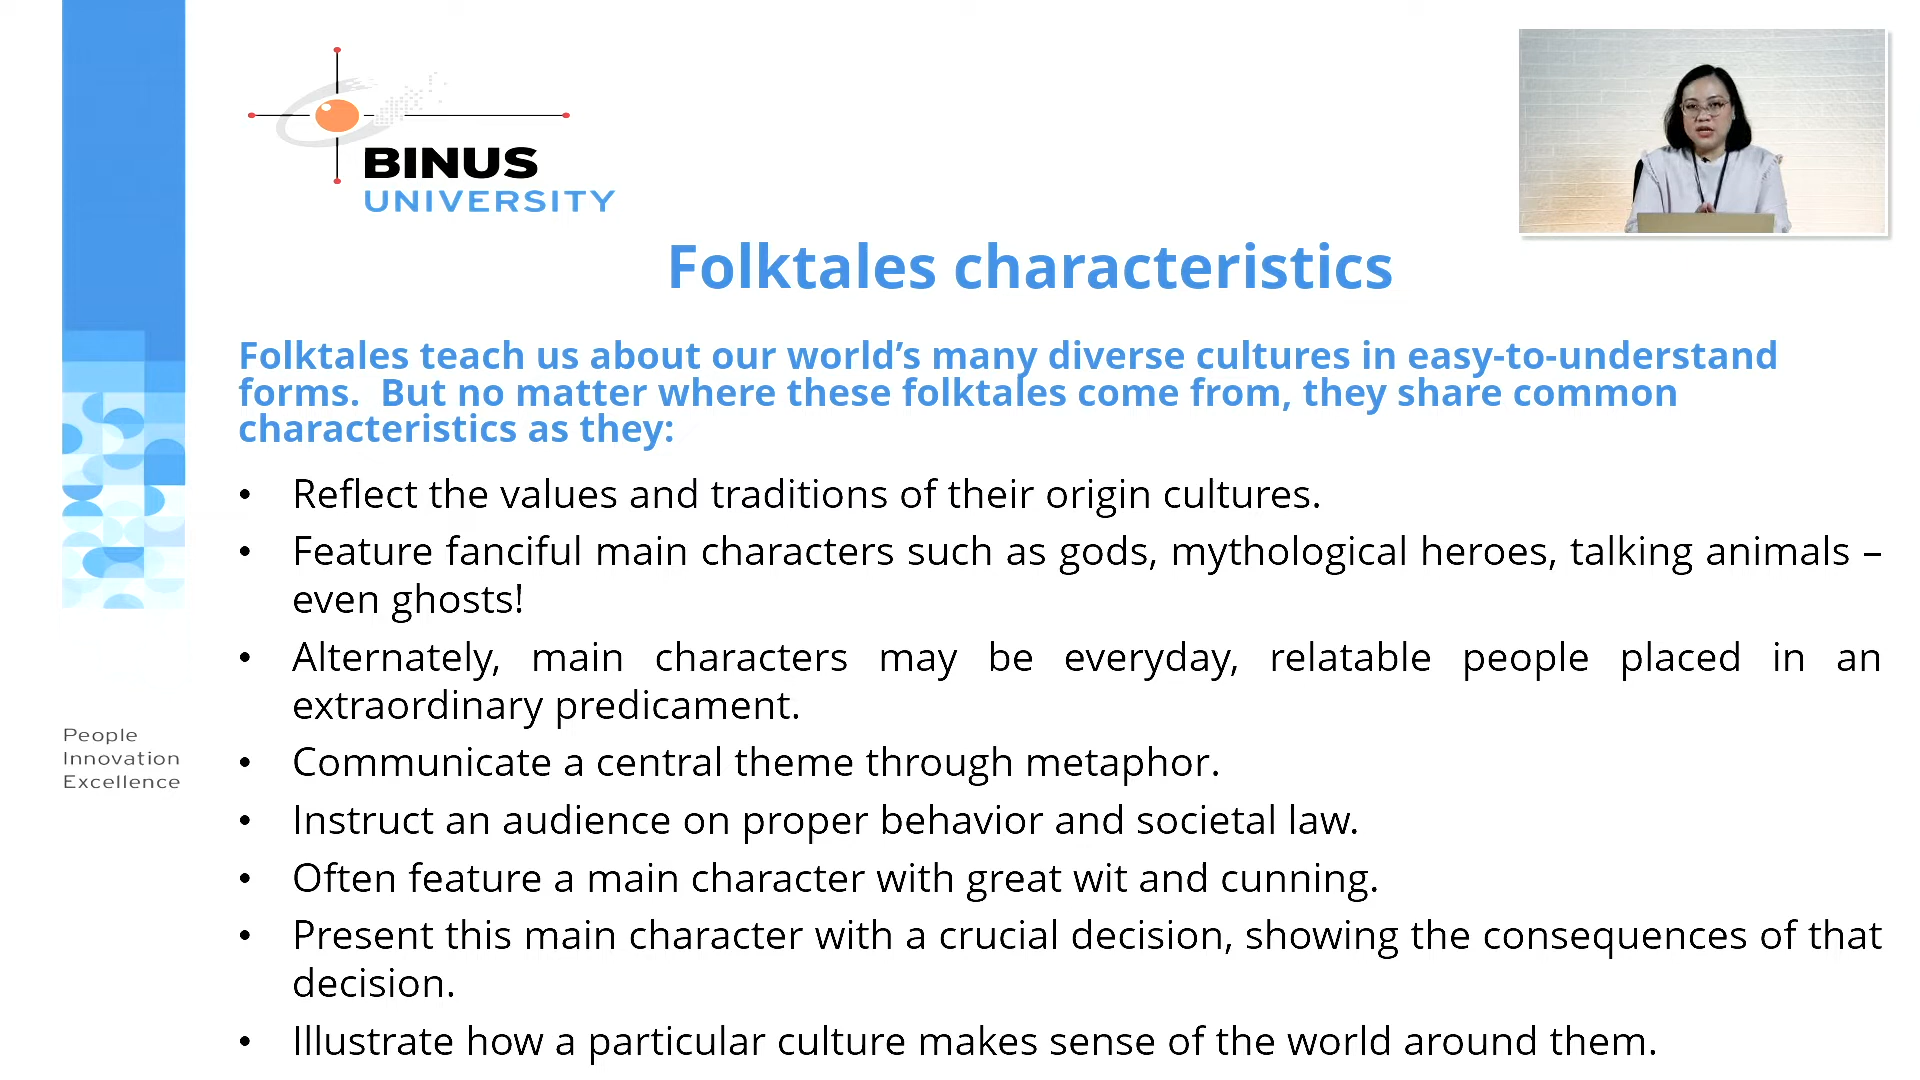 BINUS
UNIVERSITY
Folktales characteristics
Folktales teach us about our world’s many diverse cultures in easy-to-understand
forms.  But no matter where these folktales come from, they share common
characteristics as they:
• Reflect the values and traditions of their origin cultures.
• Feature fanciful main characters such as gods, mythological heroes, talking animals –
even ghosts!
• Alternately, main characters may be everyday, relatable people placed in an
extraordinary predicament.
• Communicate a central theme through metaphor.
• Instruct an audience on proper behavior and societal law.
• Often feature a main character with great wit and cunning.
• Present this main character with a crucial decision, showing the consequences of that
decision.
• Illustrate how a particular culture makes sense of the world around them.
People
Innovation
Excellence